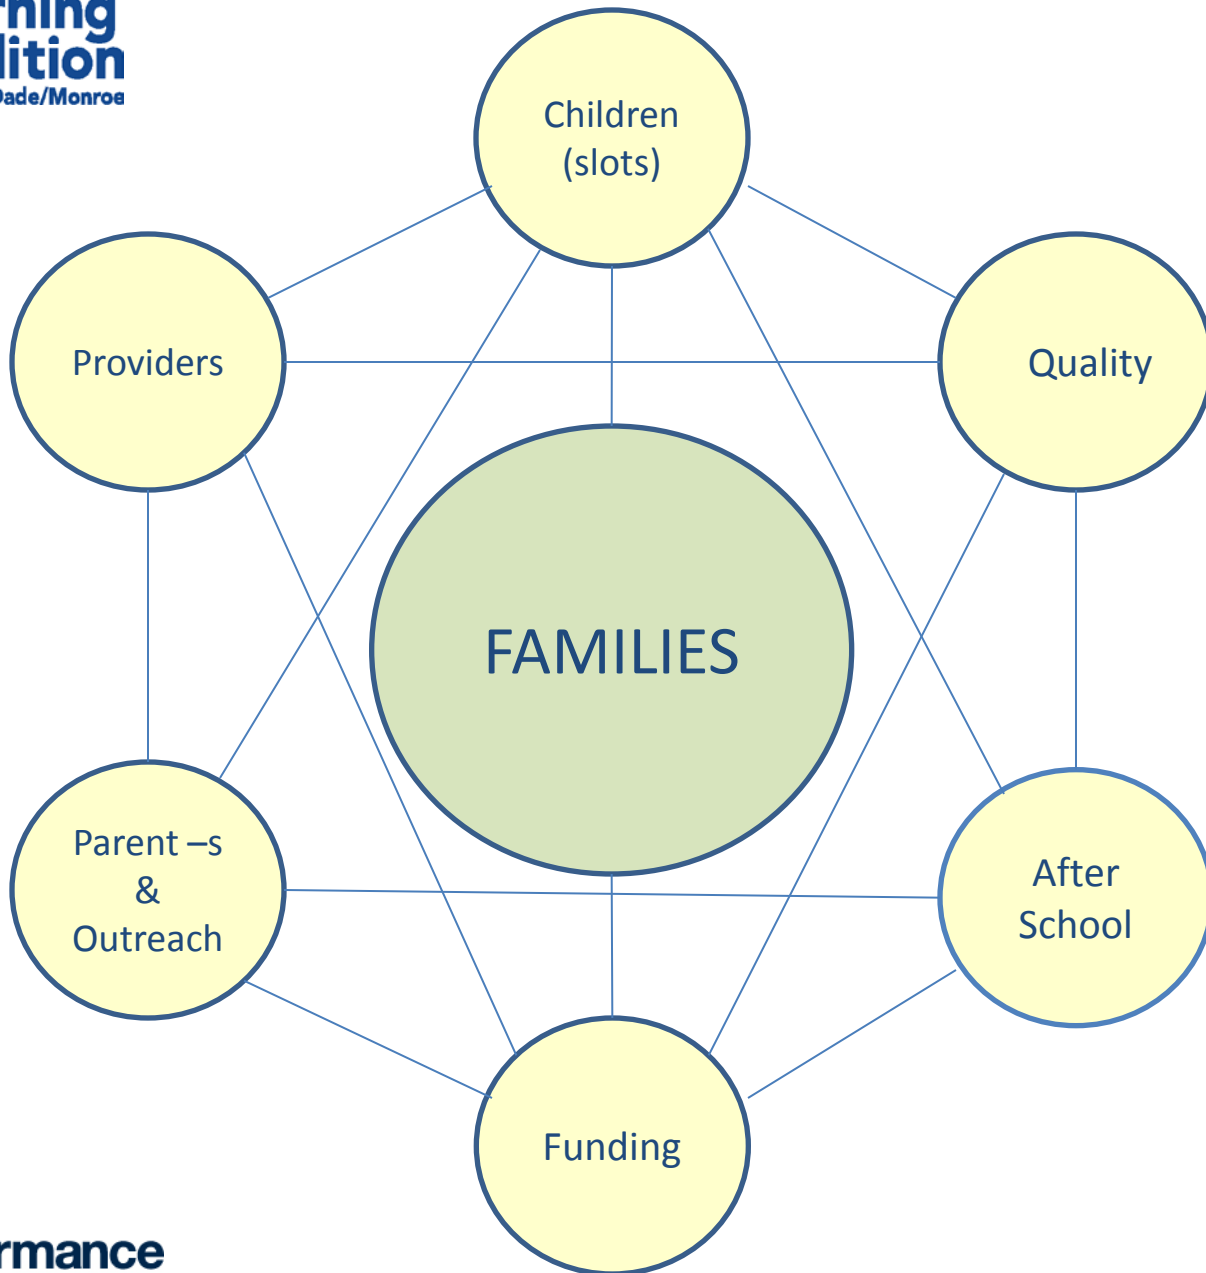 rning
lition
Dade/Monroe
Children
(slots)
Providers
Quality
FAMILIES
Parent –s
&
Outreach
After
School
Funding
rmance